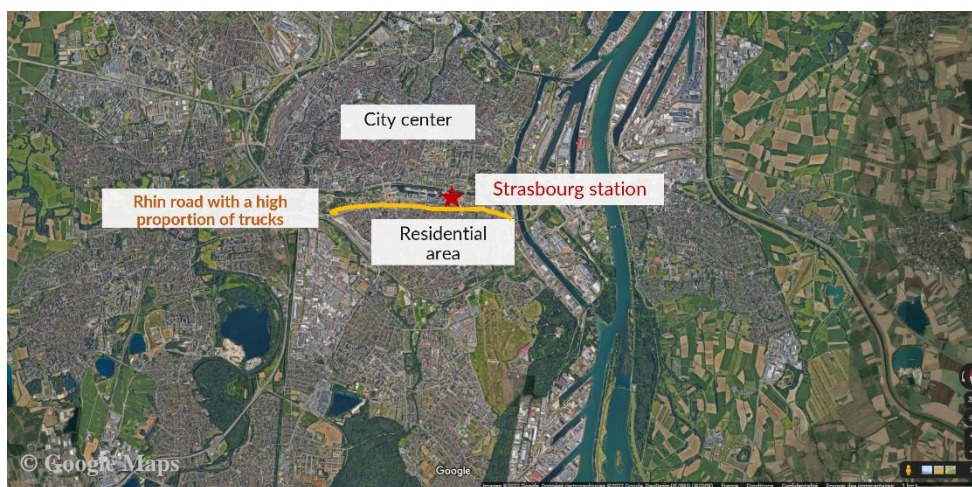 City center
Strasbourg station
Rhin road with a high
proportion of trucks
Residential
area
© Google Maps
Google